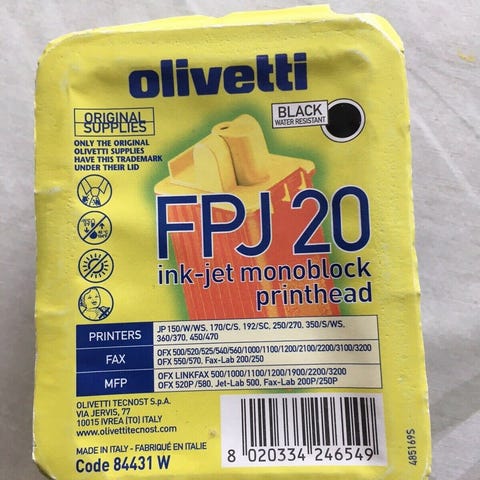 olivetti
ORIGINAL
SUPPLIES
BLACK
WATER RESISTANT
ONLY THE ORIGINAL
OLIVETTI SUPPLIES
HAVE THIS TRADEMARK
UNDER THEIR LID
FPJ 20
ink-jet monoblock
printhead
PRINTERS
JP 150/W/WS, 170/C/S, 192/SC, 250/270, 350/S/WS,
360/370, 450/470
FAX
OFX 500/520/525/540/560/1000/1100/1200/2100/2200/3100/3200
OFX 550/570, Fax-Lab 200/250
MFP
OFX LINKFAX 500/1000/1100/1200/1900/2200/3200
OFX 520P /580, Jet-Lab 500, Fax-Lab 200P/250P
OLIVETTI TECNOST S.p.A.
VIA JERVIS, 77
10015 IVREA (TO) ITALY
www.olivettitecnost.com
MADE IN ITALY - FABRIQUÉ EN ITALIE
Code 84431 W
8 020334 246549
485169S